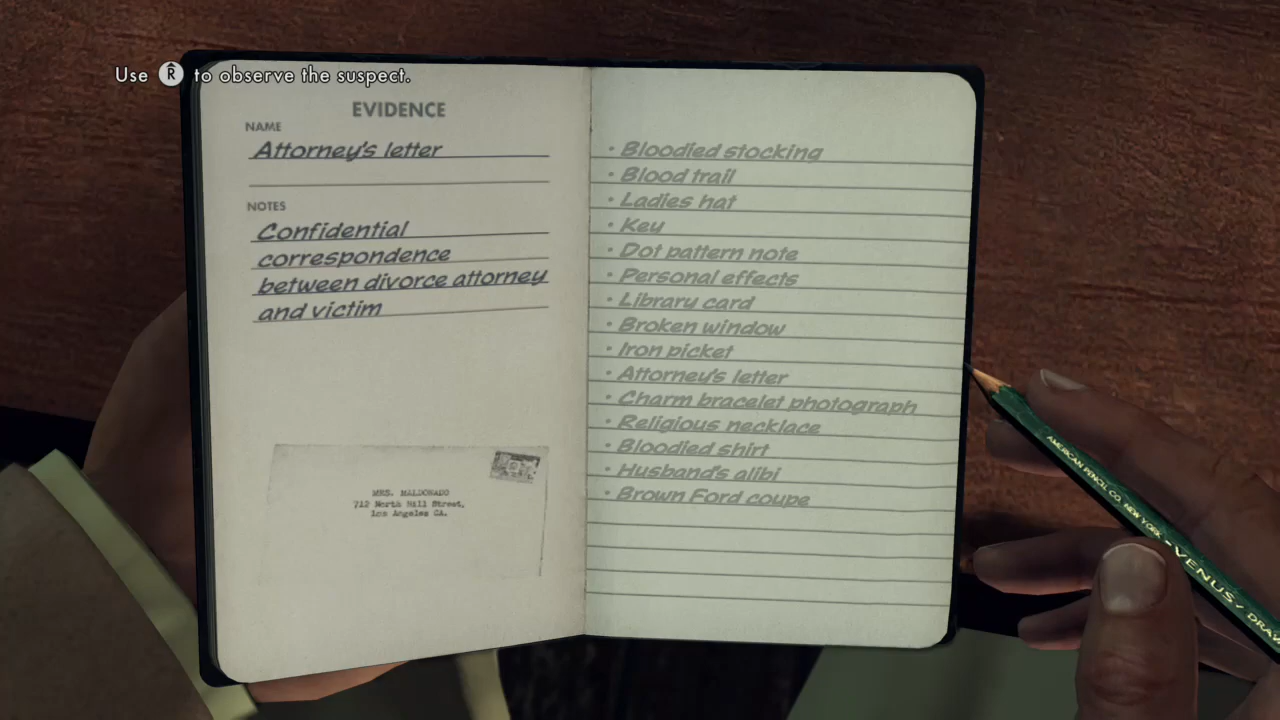 Use R to observe the suspect.
EVIDENCE
NAME
Attorney's letter
NOTES
Confidential
correspondence
between divorce attorney
and victim
MRS. MALDONADO
712 North Hill Street,
Los Angeles CA.
• Bloodied stocking
• Blood trail
• Ladies hat
• Key
• Dot pattern note
• Personal effects
• Library card
• Broken window
• Iron picket
• Attorney's letter
• Charm bracelet photograph
• Religious necklace
• Bloodied shirt
• Husband's alibi
• Brown Ford coupe
AMERICAN PENCIL CO. NEW YORK • VENUS / DRAW